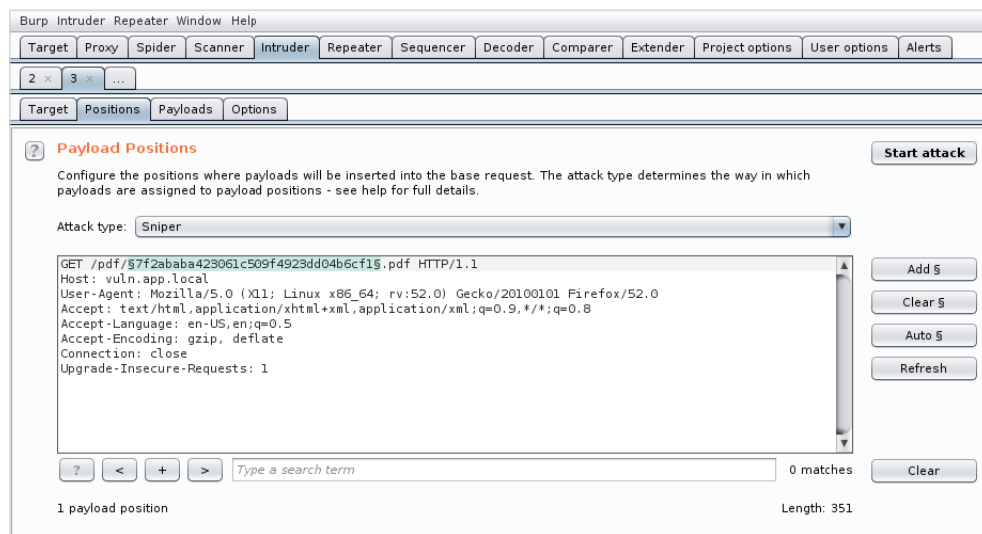 Burp Intruder Repeater Window Help
Target Proxy Spider Scanner Intruder Repeater Sequencer Decoder Comparer Extender Project options User options Alerts
2 × 3 × ...
Target Positions Payloads Options
? Payload Positions
Start attack
Configure the positions where payloads will be inserted into the base request. The attack type determines the way in which
payloads are assigned to payload positions - see help for full details.
Attack type: Sniper
GET /pdf/§7f2ababa423061c509f4923dd04b6cf1§.pdf HTTP/1.1
Host: vuln.app.local
User-Agent: Mozilla/5.0 (X11; Linux x86_64; rv:52.0) Gecko/20100101 Firefox/52.0
Accept: text/html,application/xhtml+xml,application/xml;q=0.9,*/*;q=0.8
Accept-Language: en-US,en;q=0.5
Accept-Encoding: gzip, deflate
Connection: close
Upgrade-Insecure-Requests: 1
Add §
Clear §
Auto §
Refresh
? < + > Type a search term 0 matches Clear
1 payload position Length: 351